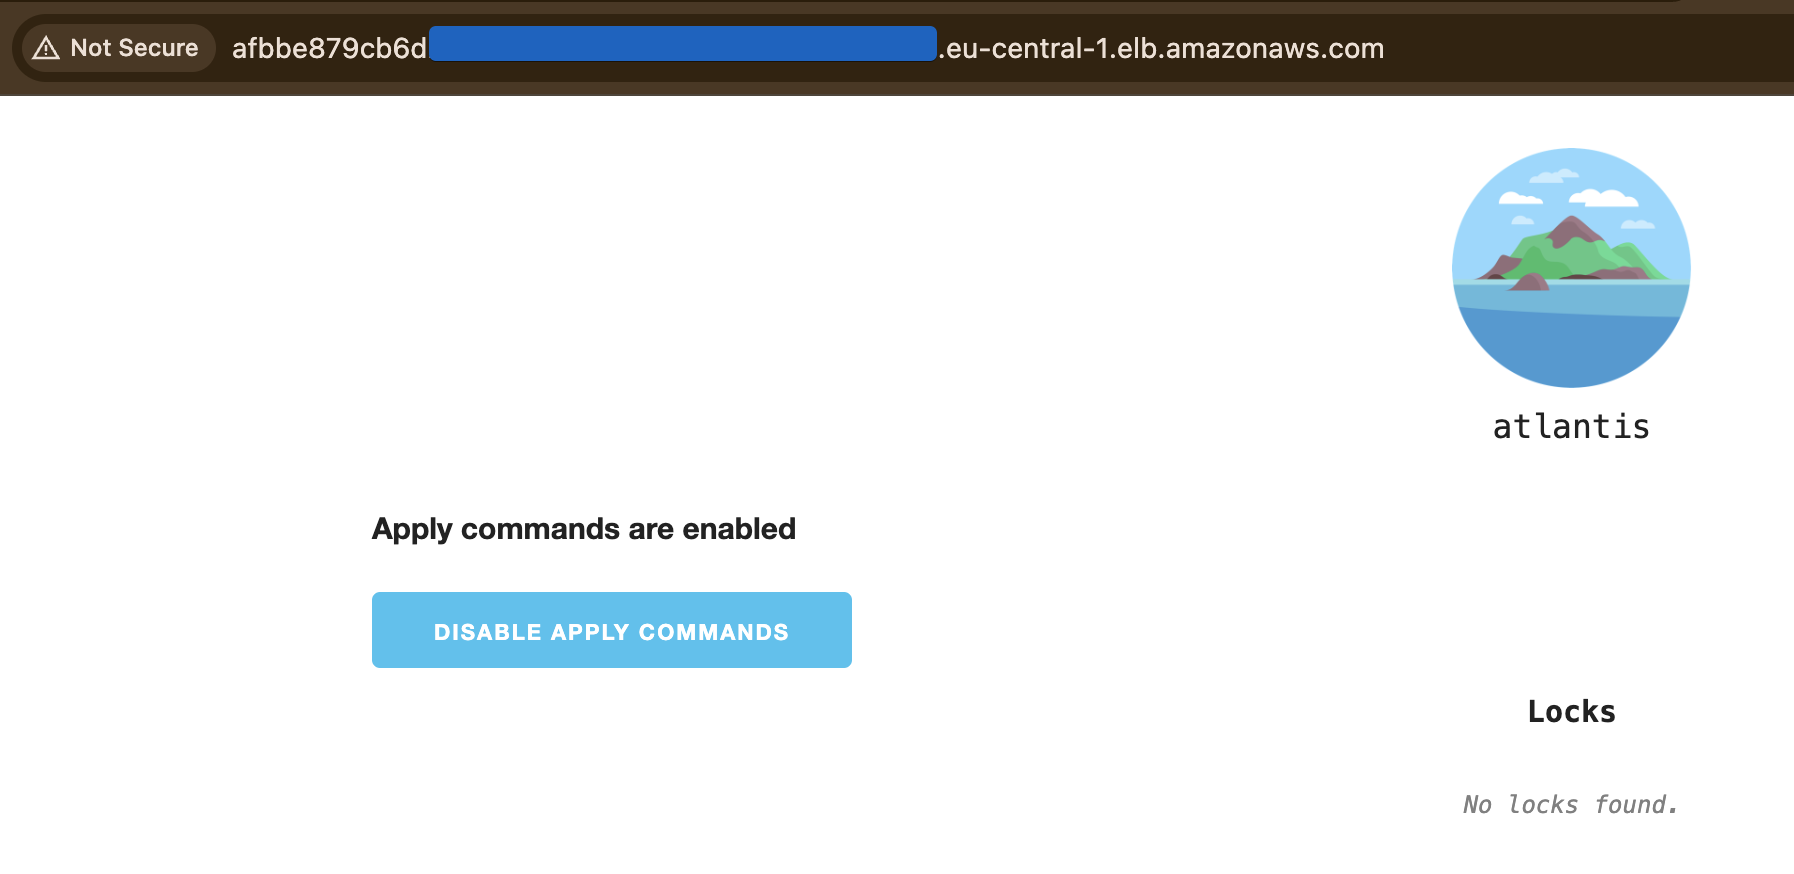 Not Secure afbbe879cb6d .eu-central-1.elb.amazonaws.com
atlantis
Apply commands are enabled
DISABLE APPLY COMMANDS
Locks
No locks found.